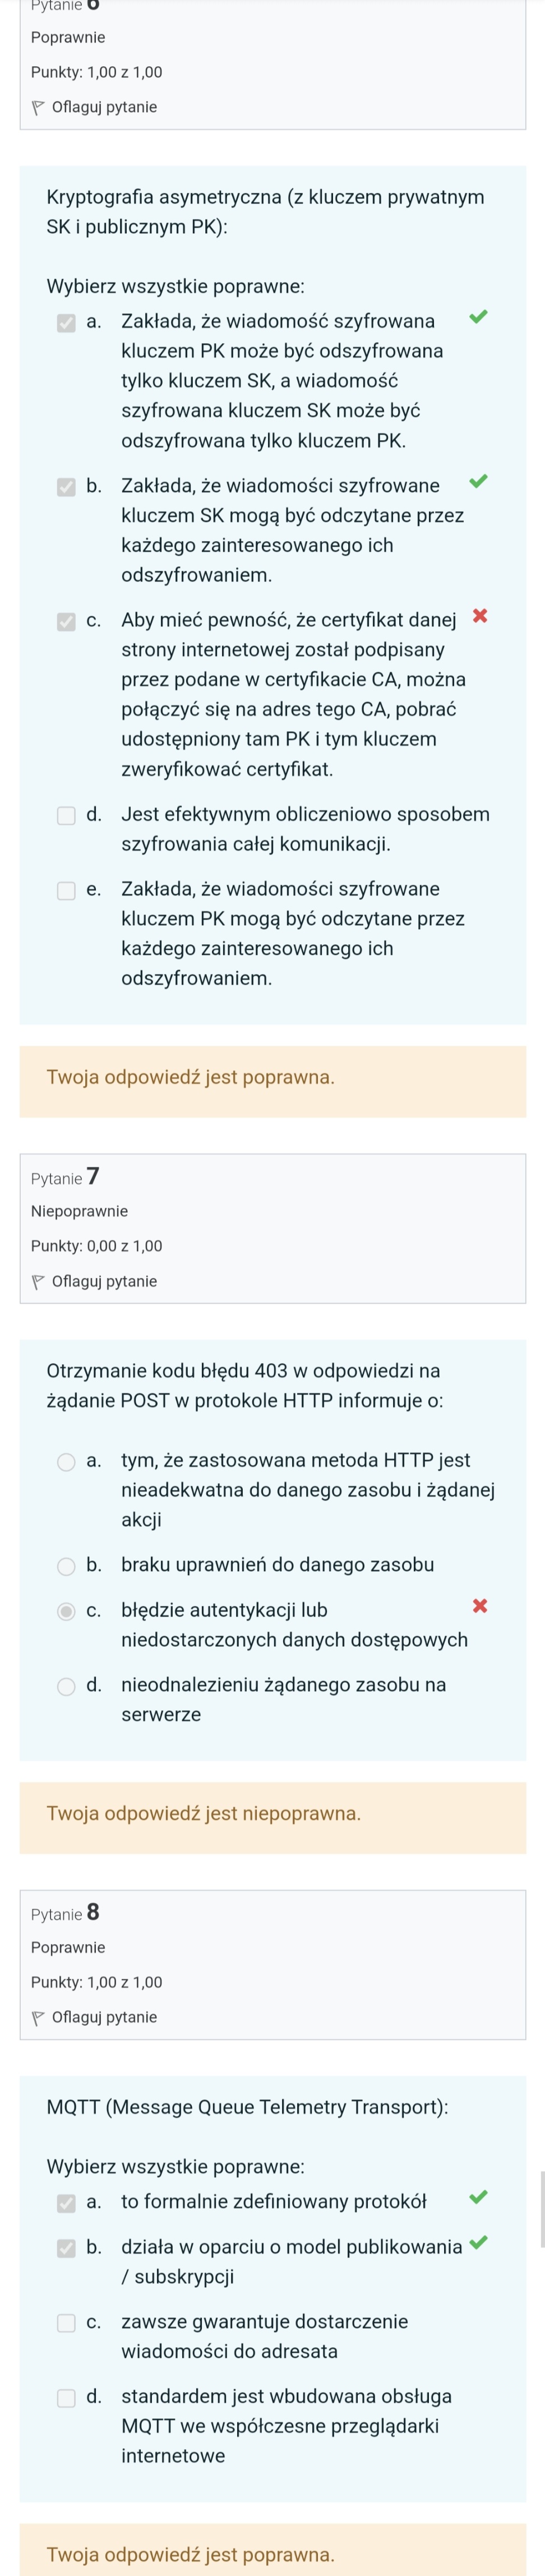 Pytanie 6
Poprawnie
Punkty: 1,00 z 1,00
Oflaguj pytanie
Kryptografia asymetryczna (z kluczem prywatnym
SK i publicznym PK):
Wybierz wszystkie poprawne:
a. Zakłada, że wiadomość szyfrowana
kluczem PK może być odszyfrowana
tylko kluczem SK, a wiadomość
szyfrowana kluczem SK może być
odszyfrowana tylko kluczem PK.
b. Zakłada, że wiadomości szyfrowane
kluczem SK mogą być odczytane przez
każdego zainteresowanego ich
odszyfrowaniem.
c. Aby mieć pewność, że certyfikat danej
strony internetowej został podpisany
przez podane w certyfikacie CA, można
połączyć się na adres tego CA, pobrać
udostępniony tam PK i tym kluczem
zweryfikować certyfikat.
d. Jest efektywnym obliczeniowo sposobem
szyfrowania całej komunikacji.
e. Zakłada, że wiadomości szyfrowane
kluczem PK mogą być odczytane przez
każdego zainteresowanego ich
odszyfrowaniem.
Twoja odpowiedź jest poprawna.
Pytanie 7
Niepoprawnie
Punkty: 0,00 z 1,00
Oflaguj pytanie
Otrzymanie kodu błędu 403 w odpowiedzi na
żądanie POST w protokole HTTP informuje o:
a. tym, że zastosowana metoda HTTP jest
nieadekwatna do danego zasobu i żądanej
akcji
b. braku uprawnień do danego zasobu
c. błędzie autentykacji lub
niedostarczonych danych dostępowych
d. nieodnalezieniu żądanego zasobu na
serwerze
Twoja odpowiedź jest niepoprawna.
Pytanie 8
Poprawnie
Punkty: 1,00 z 1,00
Oflaguj pytanie
MQTT (Message Queue Telemetry Transport):
Wybierz wszystkie poprawne:
a. to formalnie zdefiniowany protokół
b. działa w oparciu o model publikowania
/ subskrypcji
c. zawsze gwarantuje dostarczenie
wiadomości do adresata
d. standardem jest wbudowana obsługa
MQTT we współczesne przeglądarki
internetowe
Twoja odpowiedź jest poprawna.